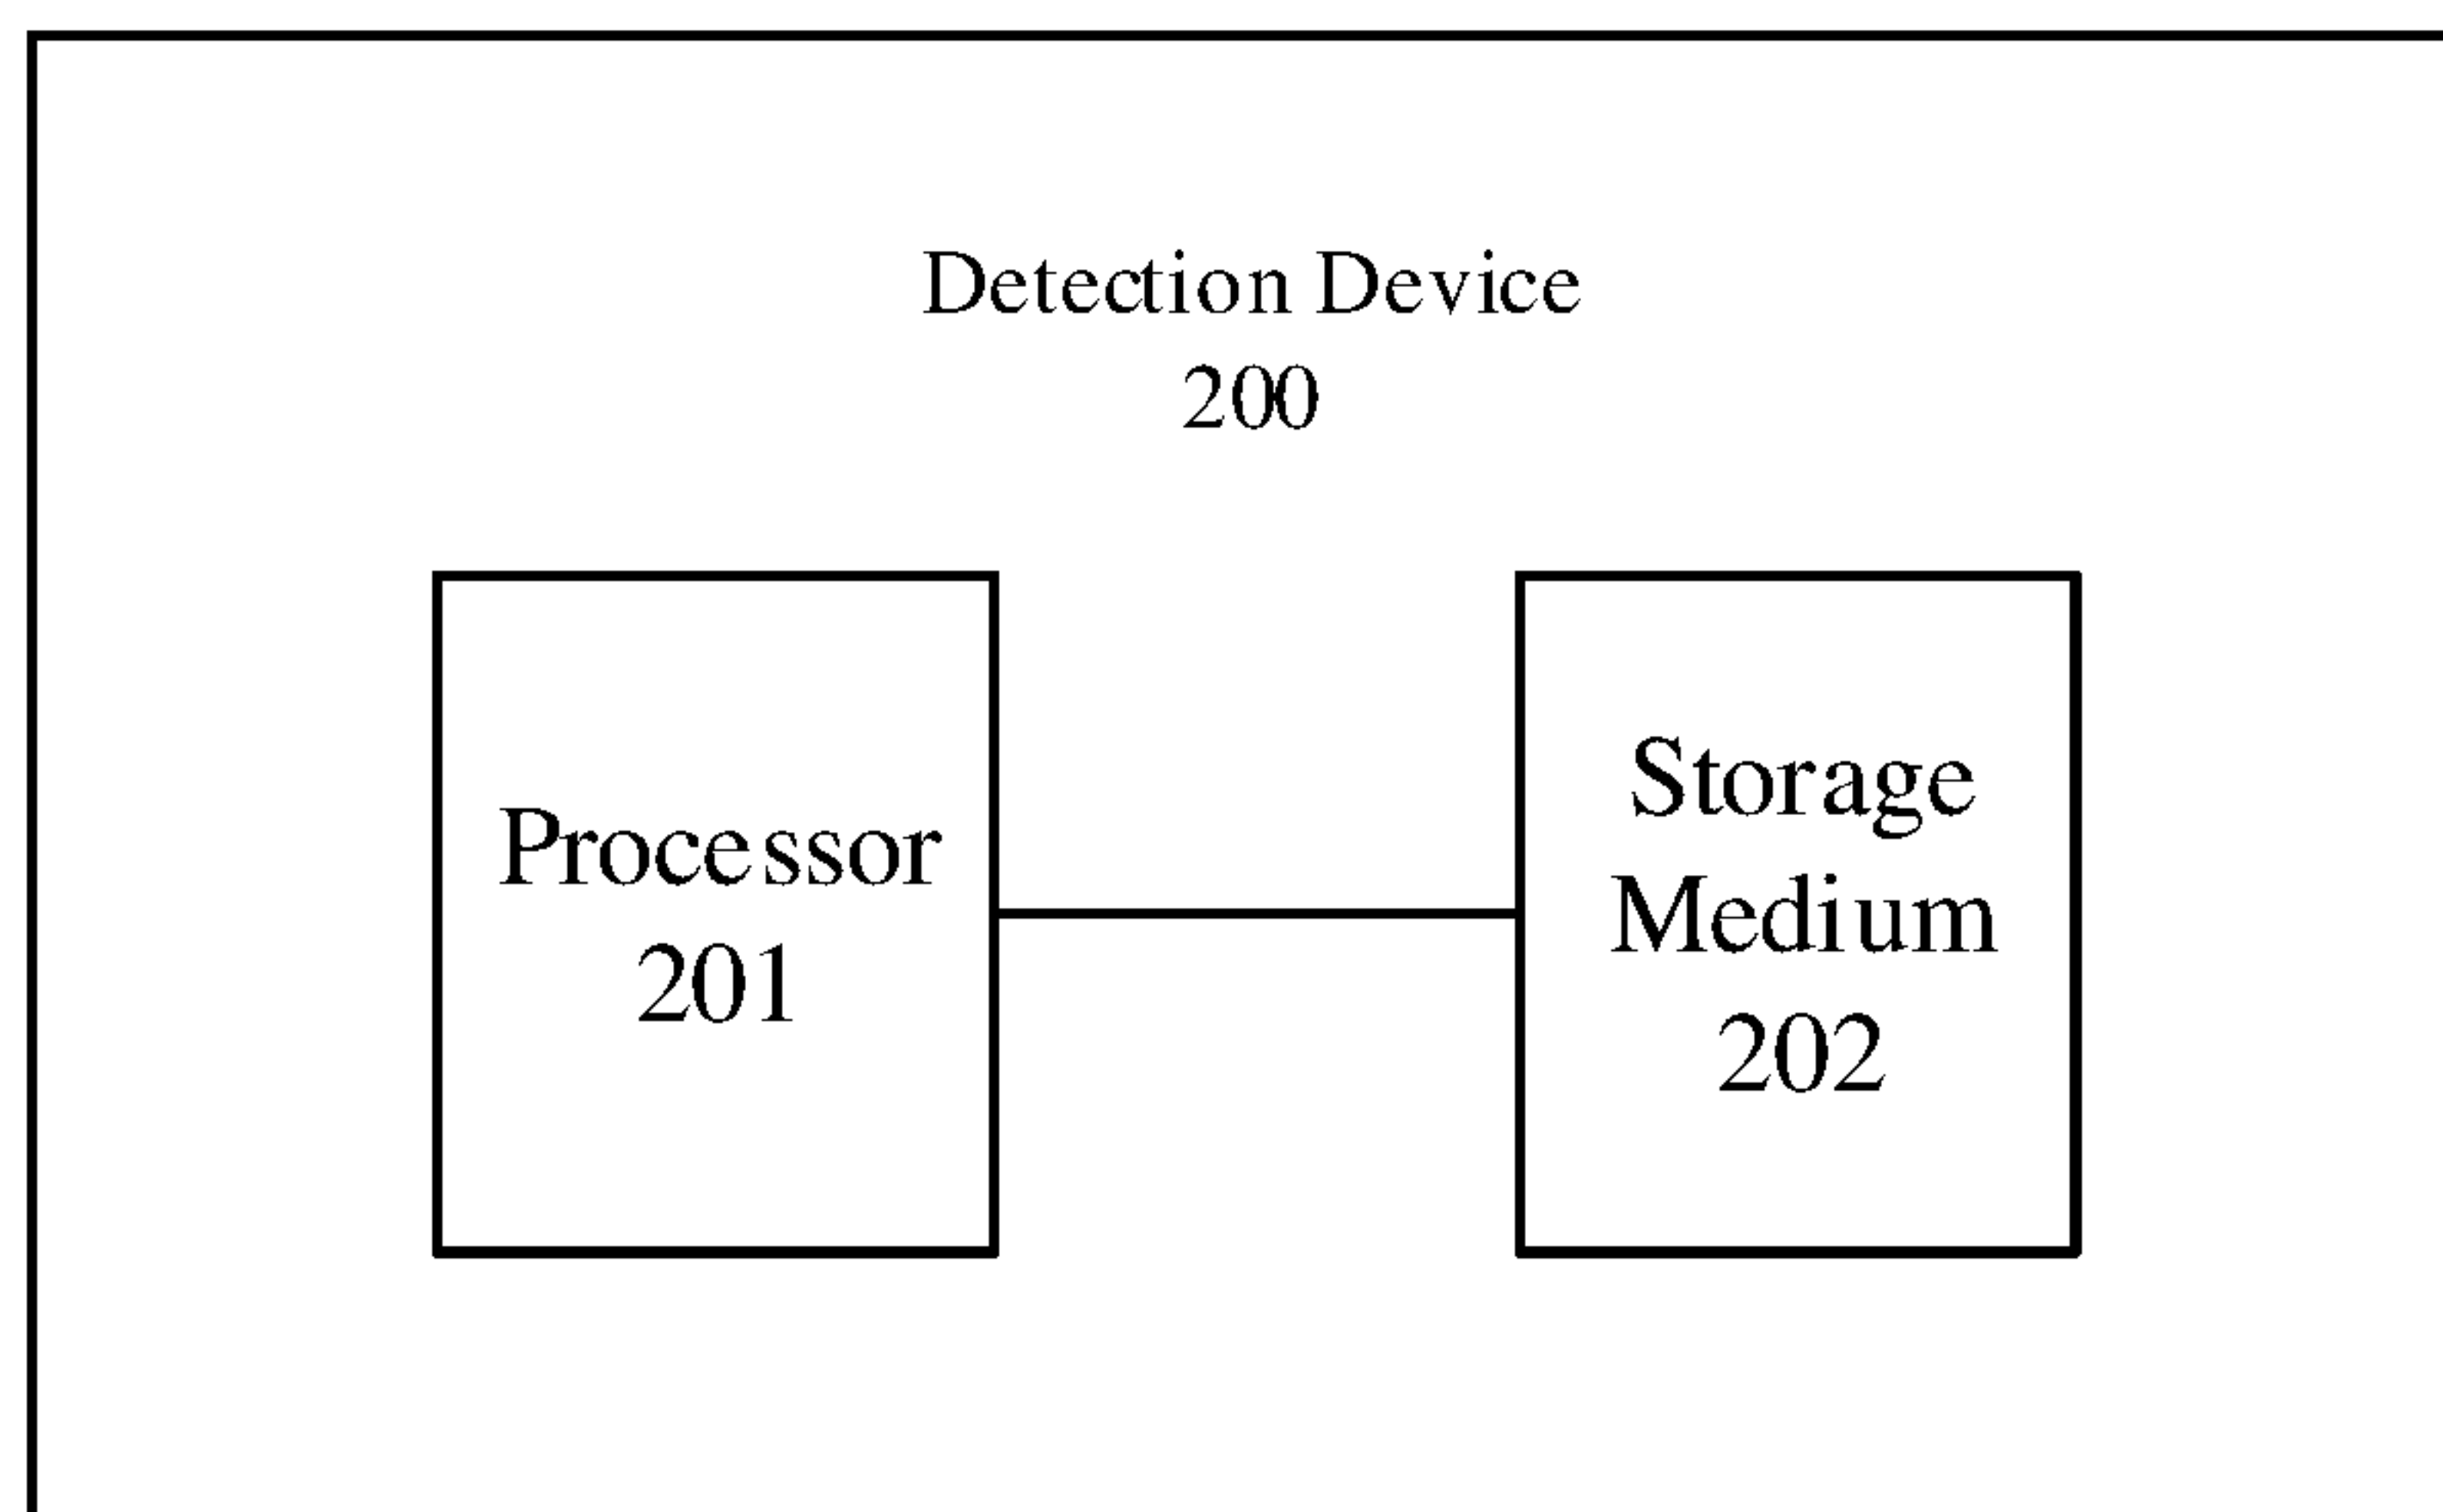 Detection Device
200
Processor
201
Storage
Medium
202